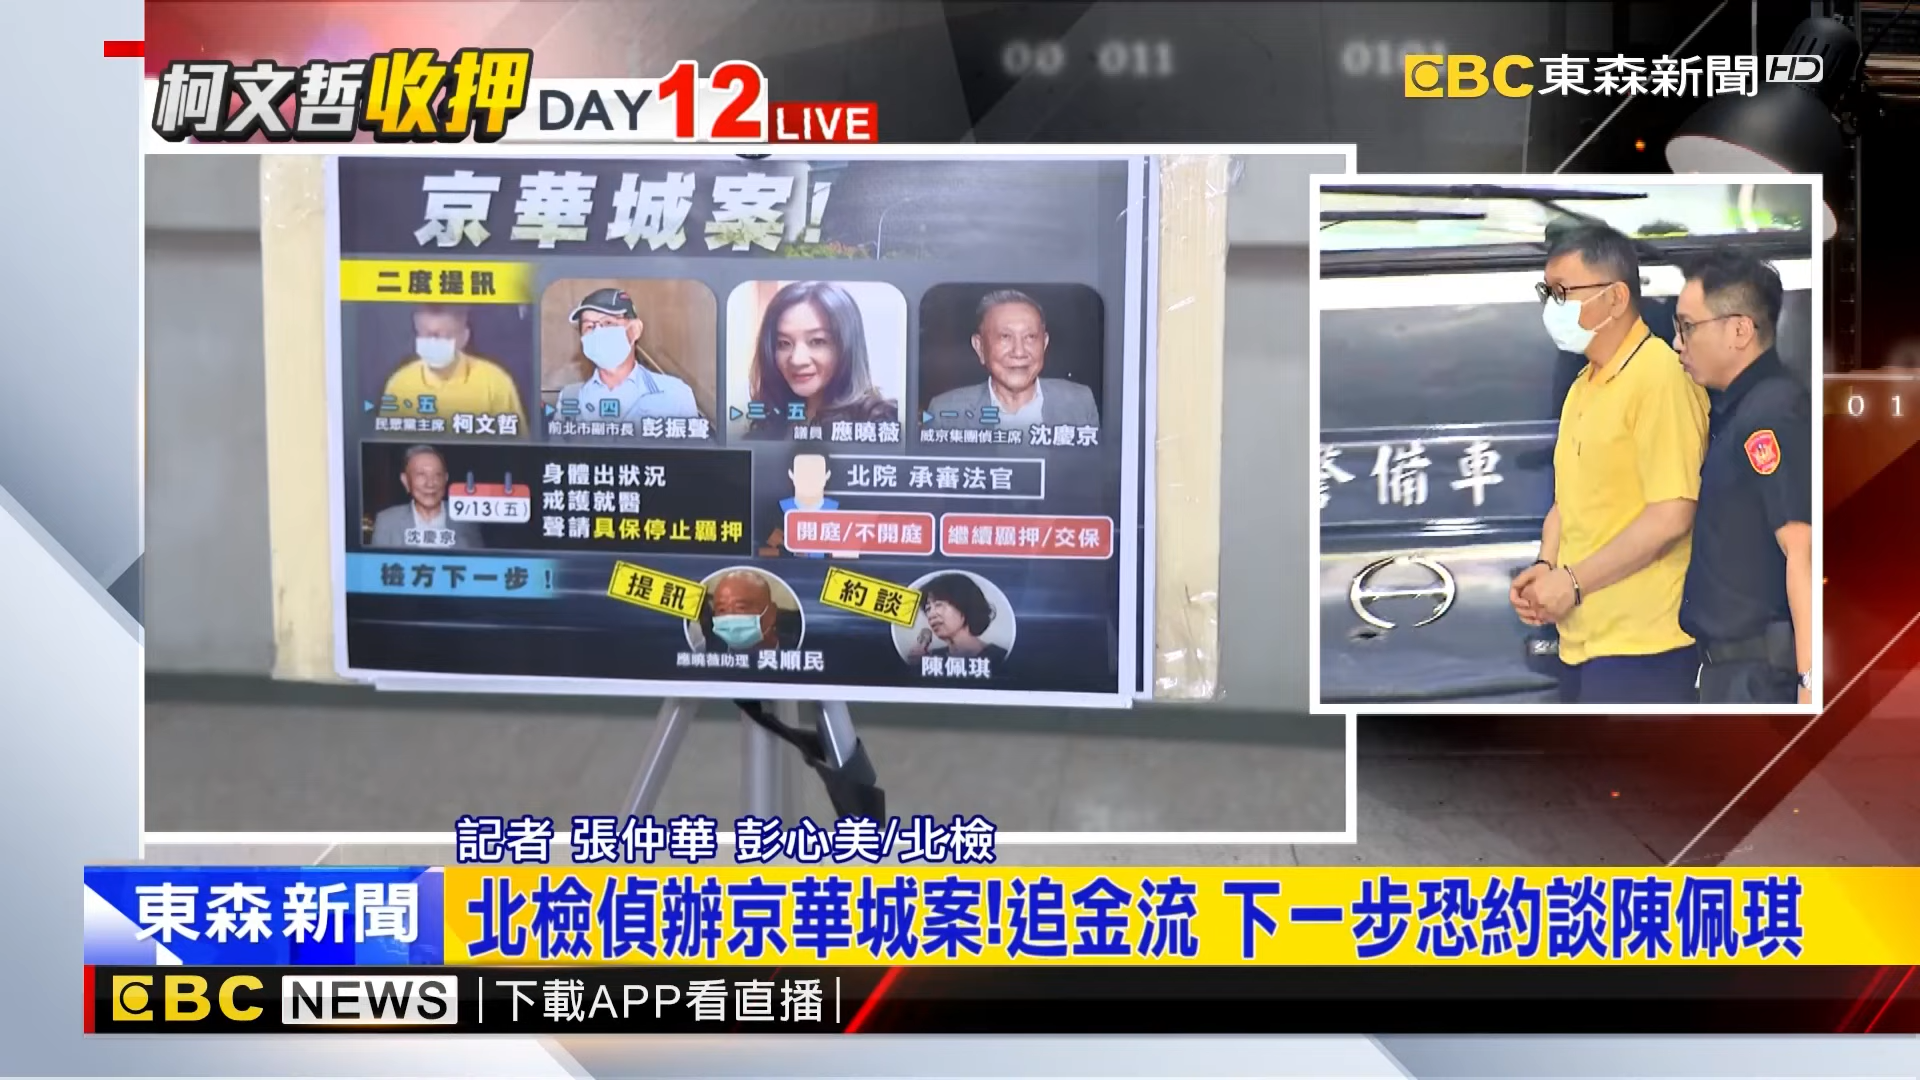 柯文哲收押DAY12 LIVE
EBC東森新聞HD
京華城案!
二度提訊
二、五
民眾黨主席 柯文哲
三、四
前北市副市長 彭振聲
三、五
議員 應曉薇
一、三
威京集團主席 沈慶京
9/13(五)
沈慶京
身體出狀況
戒護就醫
聲請具保停止羈押
北院 承審法官
開庭/不開庭
繼續羈押/交保
檢方下一步!
提訊
應曉薇助理 吳順民
約談
陳佩琪
警備車
0 1
記者 張仲華 彭心美/北檢
東森新聞
北檢偵辦京華城案!追金流 下一步恐約談陳佩琪
EBC NEWS
下載APP看直播